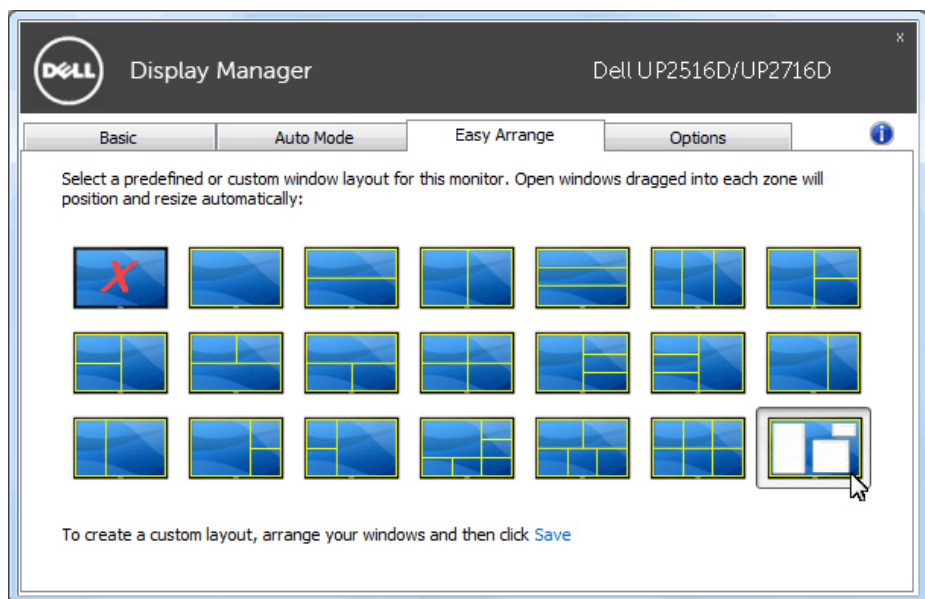 x
DELL
Display Manager
Dell UP2516D/UP2716D
Basic
Auto Mode
Easy Arrange
Options
i
Select a predefined or custom window layout for this monitor. Open windows dragged into each zone will
position and resize automatically:
X
To create a custom layout, arrange your windows and then click Save